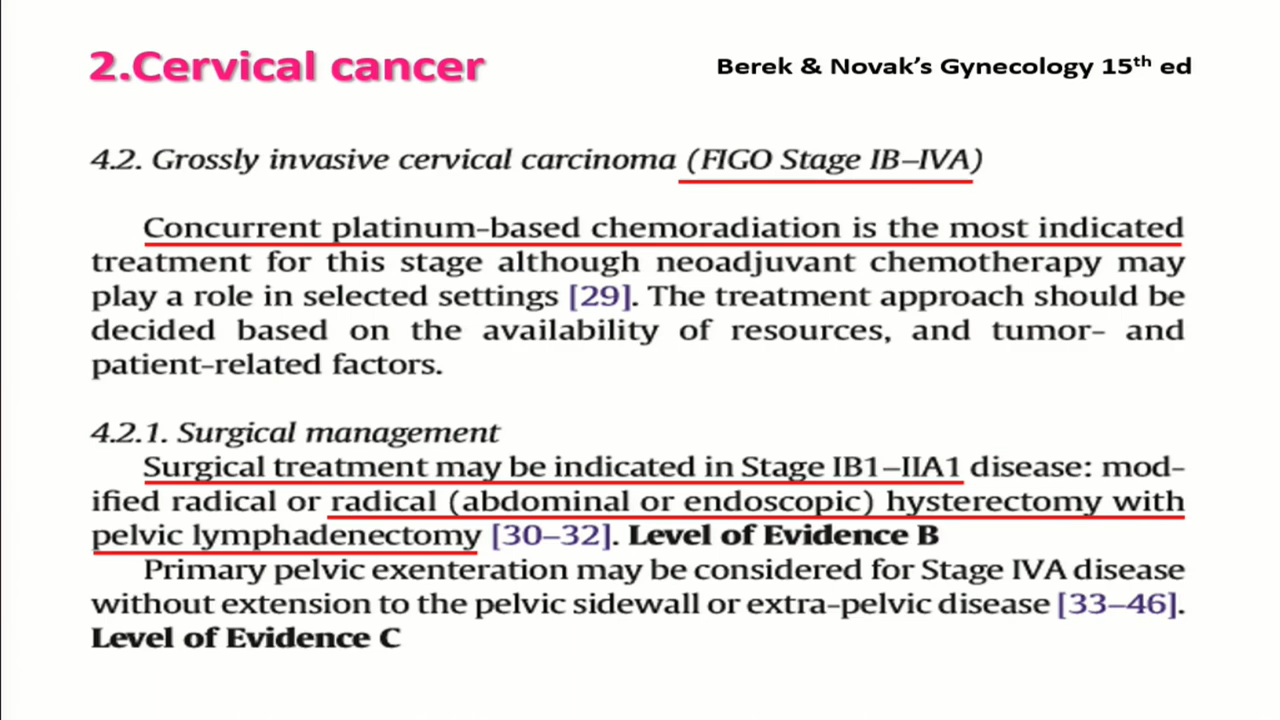 2.Cervical cancer
Berek & Novak's Gynecology 15th ed
4.2. Grossly invasive cervical carcinoma (FIGO Stage IB–IVA)
Concurrent platinum-based chemoradiation is the most indicated
treatment for this stage although neoadjuvant chemotherapy may
play a role in selected settings [29]. The treatment approach should be
decided based on the availability of resources, and tumor- and
patient-related factors.
4.2.1. Surgical management
Surgical treatment may be indicated in Stage IB1–IIA1 disease: mod-
ified radical or radical (abdominal or endoscopic) hysterectomy with
pelvic lymphadenectomy [30–32]. Level of Evidence B
Primary pelvic exenteration may be considered for Stage IVA disease
without extension to the pelvic sidewall or extra-pelvic disease [33–46].
Level of Evidence C